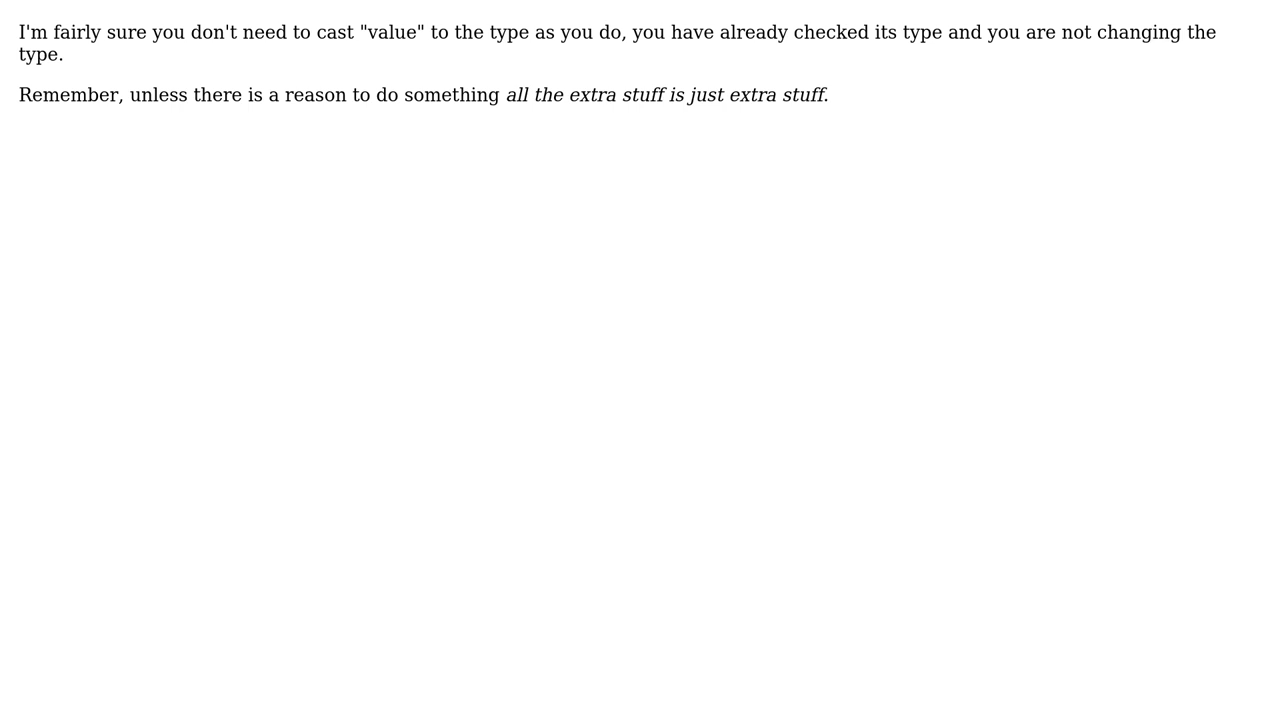 I'm fairly sure you don't need to cast "value" to the type as you do, you have already checked its type and you are not changing the
type.
Remember, unless there is a reason to do something all the extra stuff is just extra stuff.